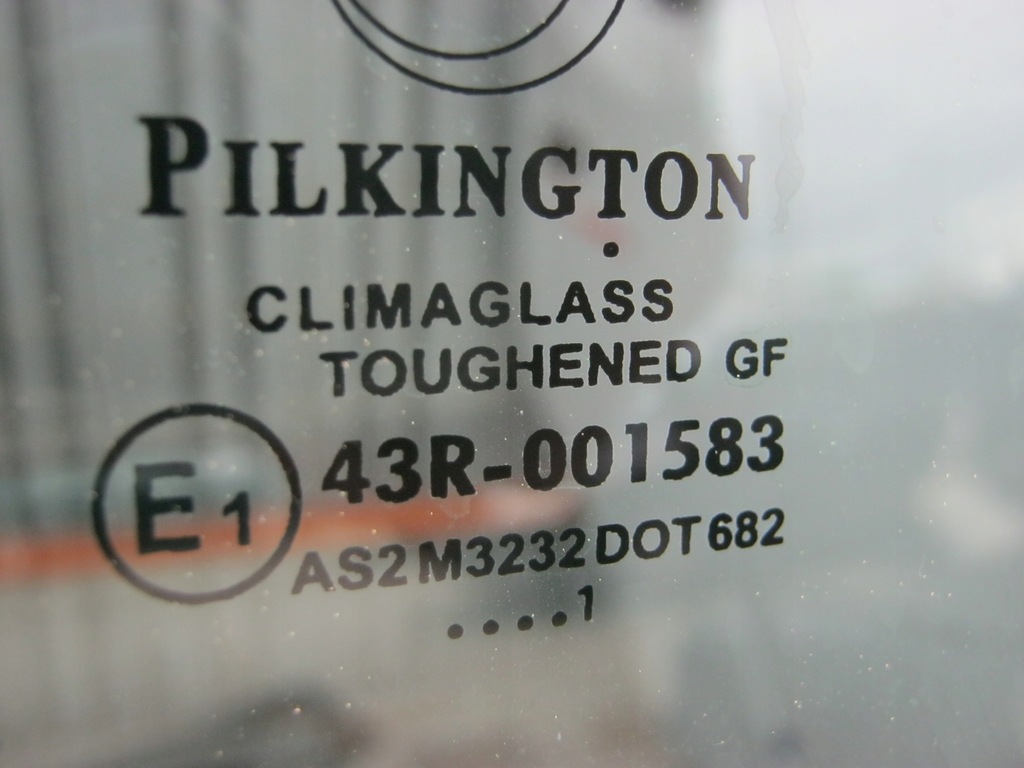 PILKINGTON
.
CLIMAGLASS
TOUGHENED GF
E1 43R-001583
AS2 M3232 DOT 682
....1